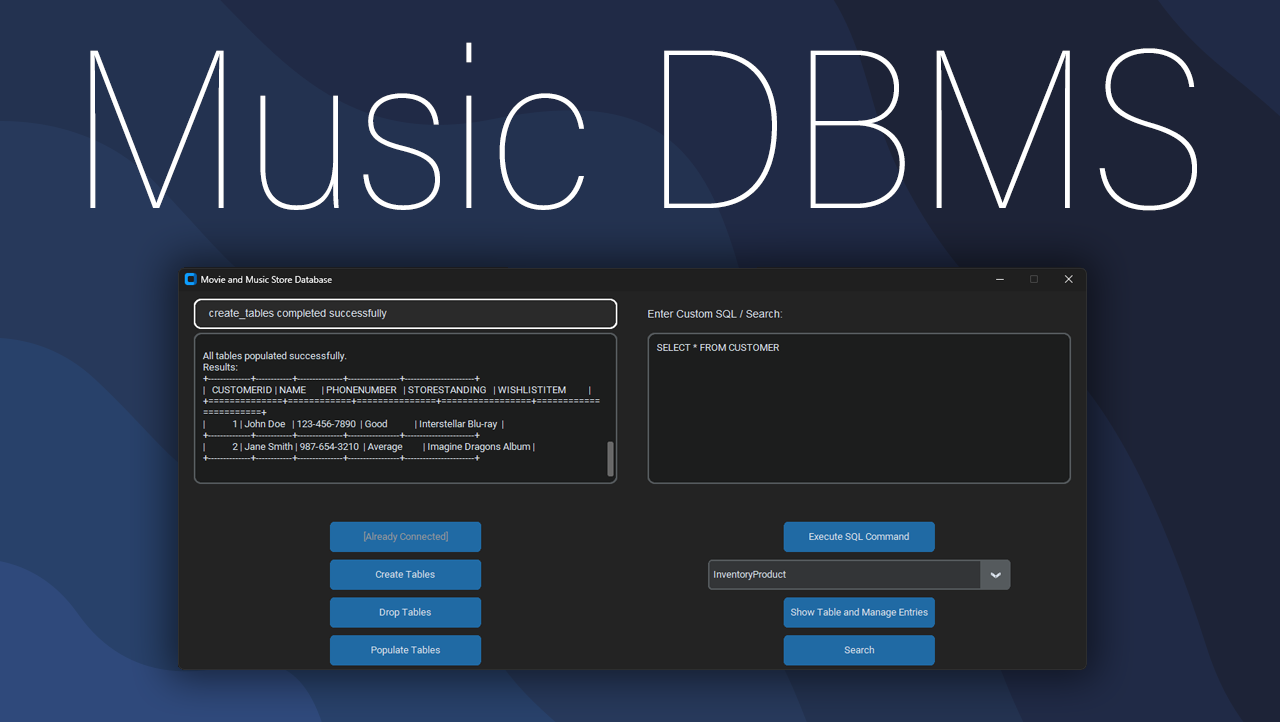 Music DBMS
Movie and Music Store Database
create_tables completed successfully
All tables populated successfully.
Results:
+--------------+------------+---------------+-----------------+-----------------------+
| CUSTOMERID | NAME | PHONENUMBER | STORESTANDING | WISHLISTITEM |
+==============+============+===============+=================+============
===========+
| 1 | John Doe | 123-456-7890 | Good | Interstellar Blu-ray |
+--------------+------------+---------------+-----------------+-----------------------+
| 2 | Jane Smith | 987-654-3210 | Average | Imagine Dragons Album |
+--------------+------------+---------------+-----------------+-----------------------+
Enter Custom SQL / Search:
SELECT * FROM CUSTOMER
[Already Connected]
Create Tables
Drop Tables
Populate Tables
Execute SQL Command
InventoryProduct
Show Table and Manage Entries
Search